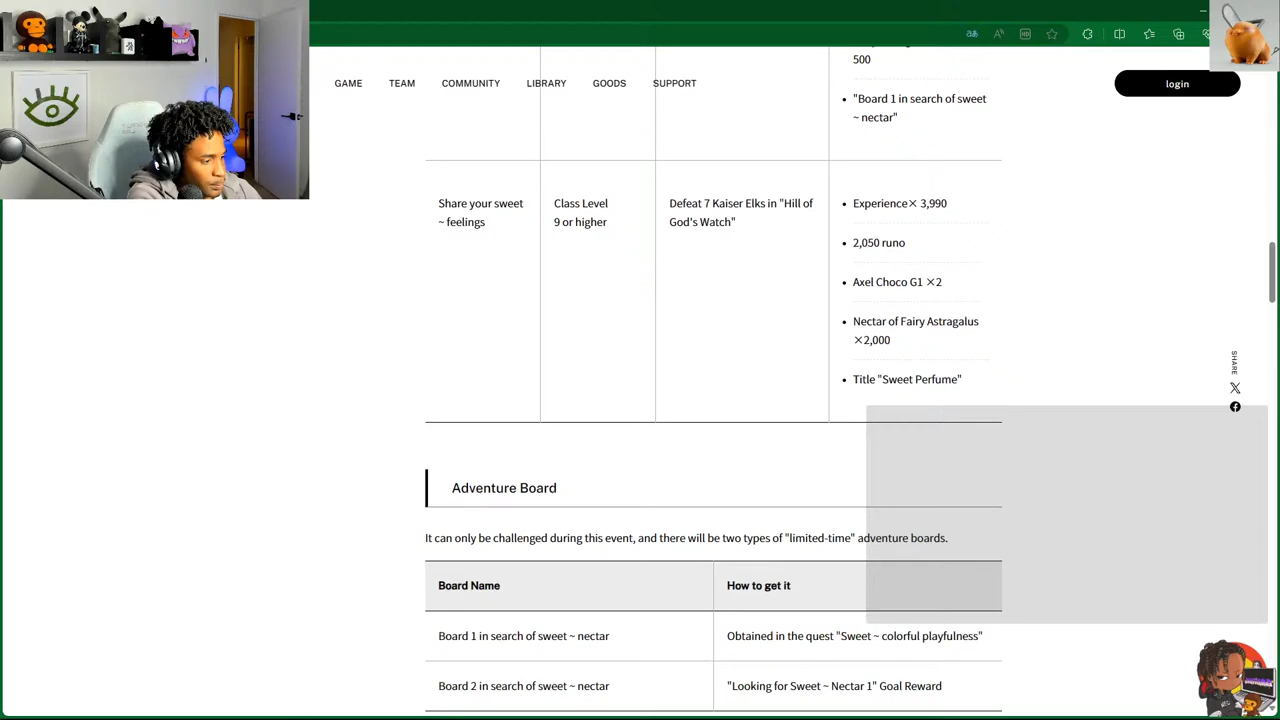 500
GAME TEAM COMMUNITY LIBRARY GOODS SUPPORT
login
"Board 1 in search of sweet
~ nectar"
Share your sweet
~ feelings
Class Level
9 or higher
Defeat 7 Kaiser Elks in "Hill of
God's Watch"
Experience× 3,990
2,050 runo
Axel Choco G1 ×2
Nectar of Fairy Astragalus
×2,000
Title "Sweet Perfume"
SHARE
Adventure Board
It can only be challenged during this event, and there will be two types of "limited-time" adventure boards.
Board Name How to get it
Board 1 in search of sweet ~ nectar Obtained in the quest "Sweet ~ colorful playfulness"
Board 2 in search of sweet ~ nectar "Looking for Sweet ~ Nectar 1" Goal Reward